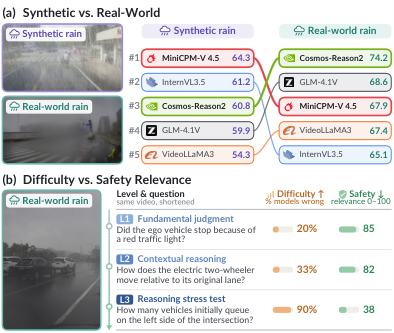 (a) Synthetic vs. Real-World
Synthetic rain
Real-world rain
Synthetic rain
Real-world rain
#1 MiniCPM-V 4.5 64.3
Cosmos-Reason2 74.2
#2 InternVL3.5 61.2
GLM-4.1V 68.6
#3 Cosmos-Reason2 60.8
MiniCPM-V 4.5 67.9
#4 GLM-4.1V 59.9
VideoLLaMA3 67.4
#5 VideoLLaMA3 54.3
InternVL3.5 65.1
(b) Difficulty vs. Safety Relevance
Real-world rain
Level & question
same video, shortened
Difficulty ↑
% models wrong
Safety ↓
relevance 0–100
L1 Fundamental judgment
Did the ego vehicle stop because of
a red traffic light?
20% 85
L2 Contextual reasoning
How does the electric two-wheeler
move relative to its original lane?
33% 82
L3 Reasoning stress test
How many vehicles initially queue
on the left side of the intersection?
90% 38